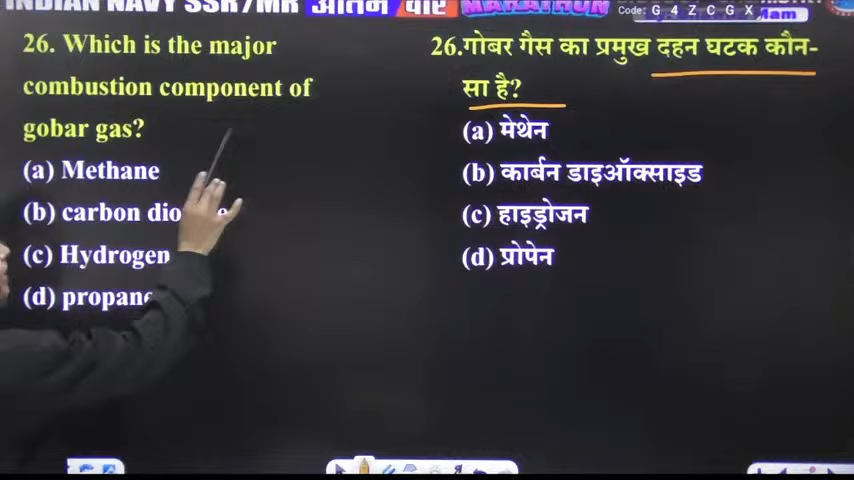 INDIAN NAVY SSR/MR अंतिम वार MARATHON
Code: G 4 Z C G X
26. Which is the major
combustion component of
gobar gas?
(a) Methane
(b) carbon
(c) Hydrogen
(d) propane
26.गोबर गैस का प्रमुख दहन घटक कौन-
सा है?
(a) मेथेन
(b) कार्बन डाइऑक्साइड
(c) हाइड्रोजन
(d) प्रोपेन